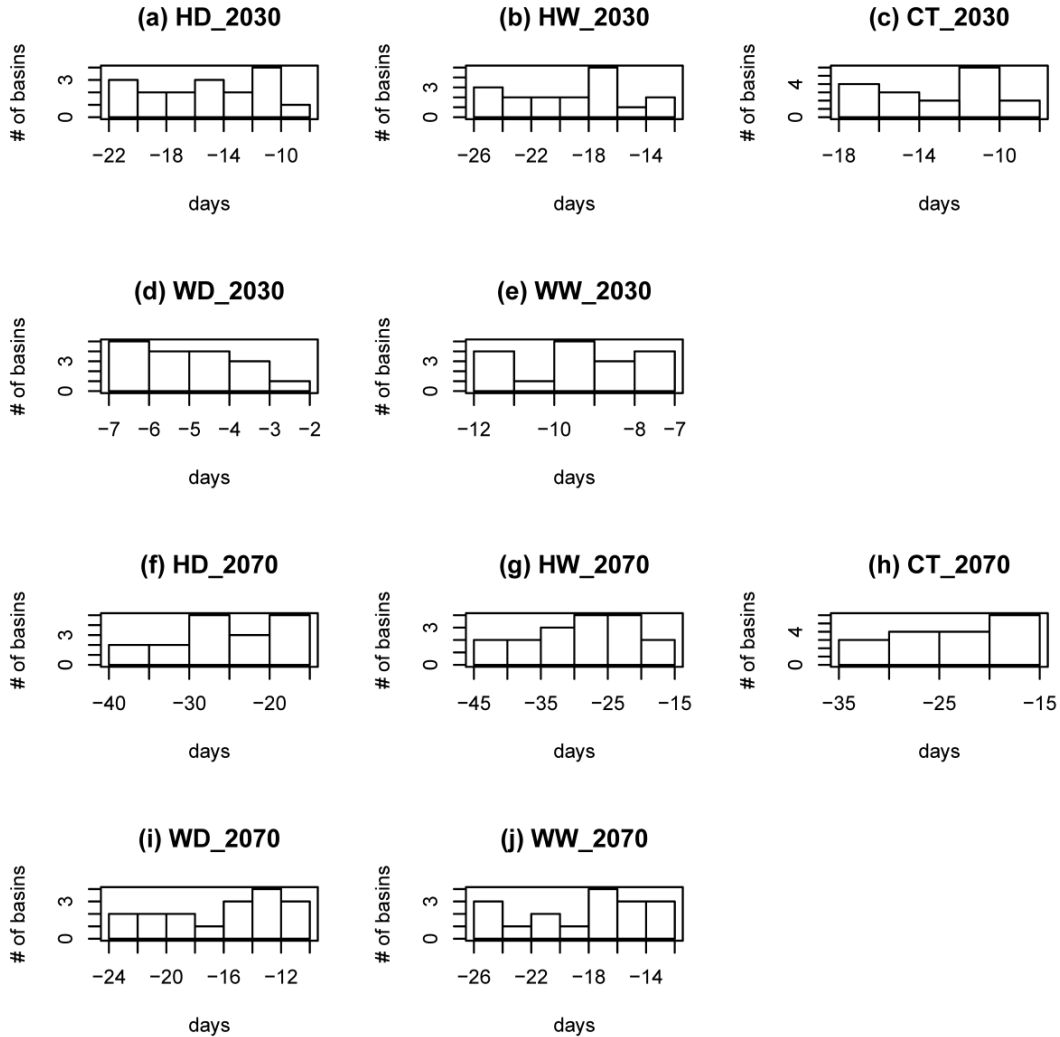 (a) HD_2030
(b) HW_2030
(c) CT_2030
# of basins
0 3
# of basins
0 3
# of basins
0 4
−22 −18 −14 −10
−26 −22 −18 −14
−18 −14 −10
days
days
days
(d) WD_2030
(e) WW_2030
# of basins
0 3
# of basins
0 3
−7 −6 −5 −4 −3 −2
−12 −10 −8 −7
days
days
(f) HD_2070
(g) HW_2070
(h) CT_2070
# of basins
0 3
# of basins
0 3
# of basins
0 4
−40 −30 −20
−45 −35 −25 −15
−35 −25 −15
days
days
days
(i) WD_2070
(j) WW_2070
# of basins
0 3
# of basins
0 3
−24 −20 −16 −12
−26 −22 −18 −14
days
days